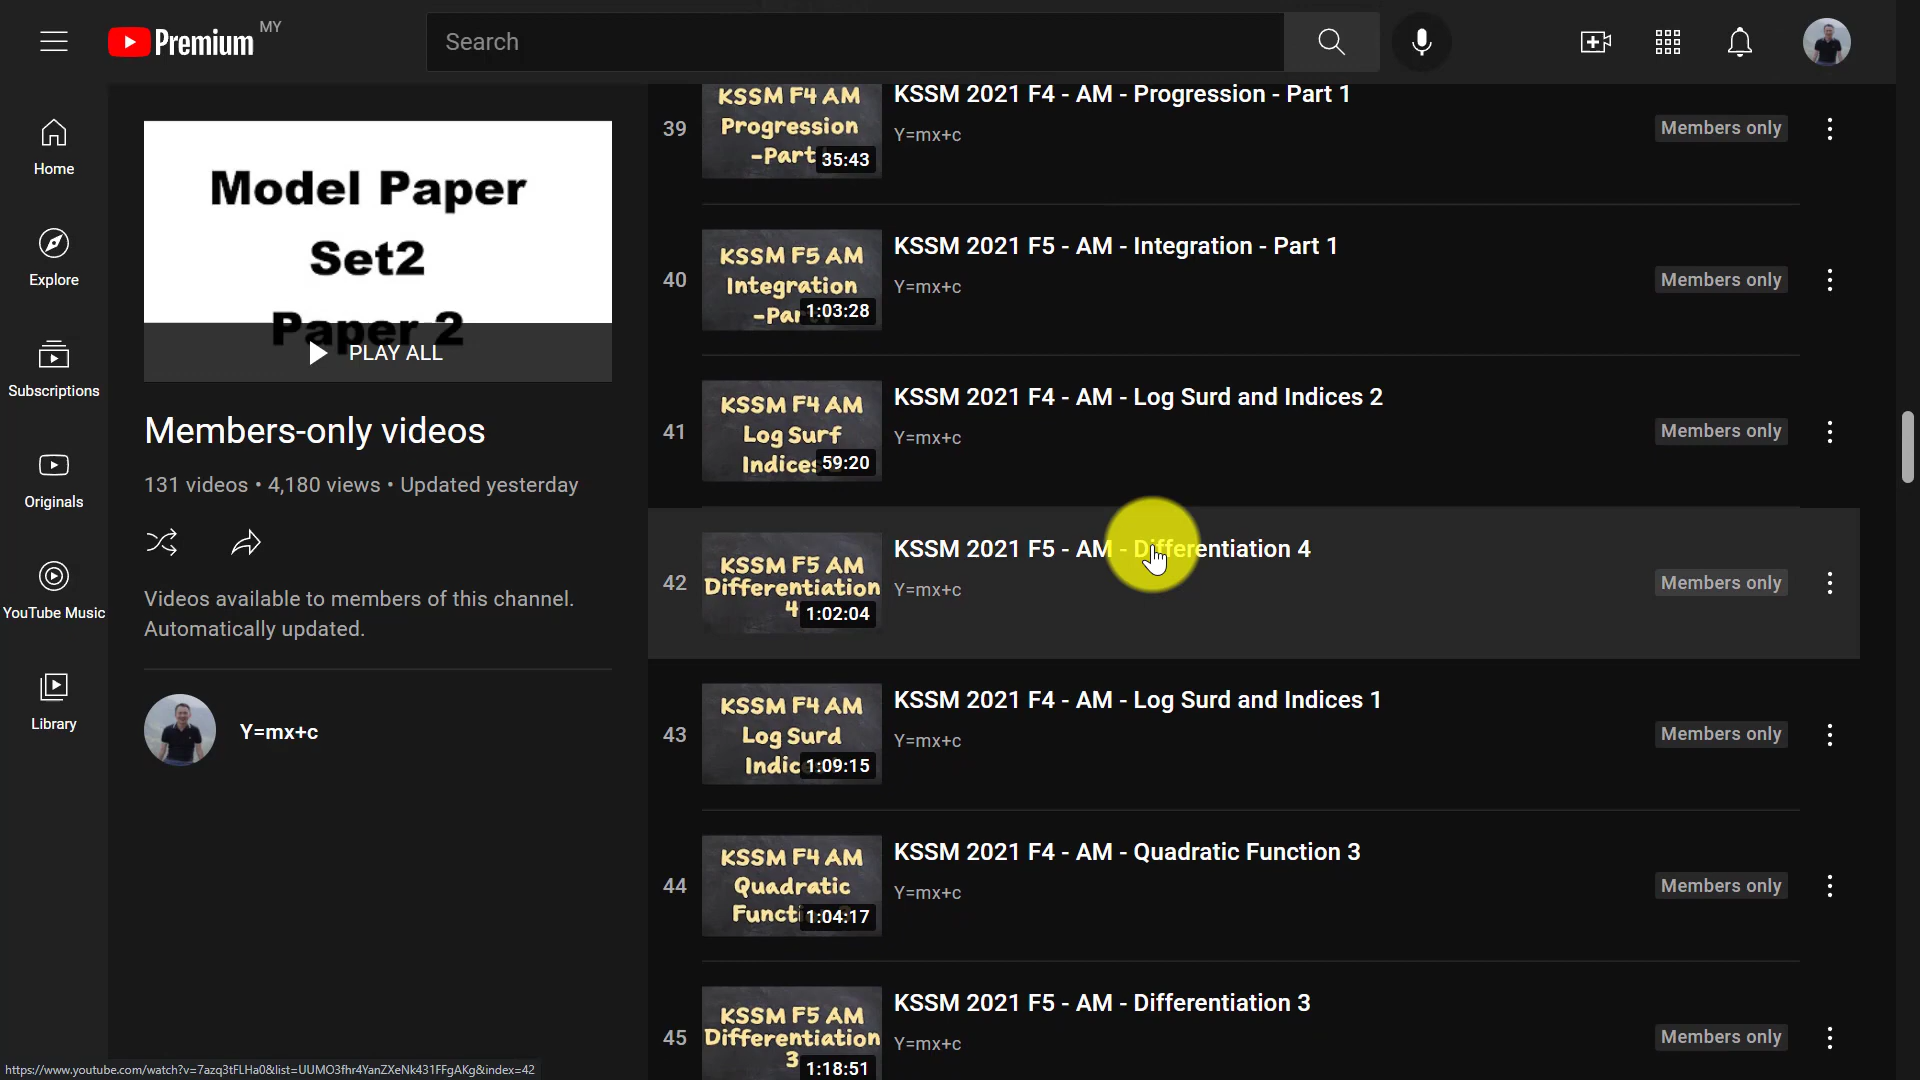 Premium MY
Search
Home
Explore
Subscriptions
Originals
YouTube Music
Library
Model Paper
Set2
Paper 2
PLAY ALL
Members-only videos
131 videos • 4,180 views • Updated yesterday
Videos available to members of this channel.
Automatically updated.
Y=mx+c
39
KSSM F4 AM
Progression
-Part
35:43
KSSM 2021 F4 - AM - Progression - Part 1
Y=mx+c
Members only
40
KSSM F5 AM
Integration
-Par
1:03:28
KSSM 2021 F5 - AM - Integration - Part 1
Y=mx+c
Members only
41
KSSM F4 AM
Log Surf
Indices
59:20
KSSM 2021 F4 - AM - Log Surd and Indices 2
Y=mx+c
Members only
42
KSSM F5 AM
Differentiation
4
1:02:04
KSSM 2021 F5 - AM - Differentiation 4
Y=mx+c
Members only
43
KSSM F4 AM
Log Surd
Indic
1:09:15
KSSM 2021 F4 - AM - Log Surd and Indices 1
Y=mx+c
Members only
44
KSSM F4 AM
Quadratic
Funct
1:04:17
KSSM 2021 F4 - AM - Quadratic Function 3
Y=mx+c
Members only
45
KSSM F5 AM
Differentiation
3
1:18:51
KSSM 2021 F5 - AM - Differentiation 3
Y=mx+c
Members only
https://www.youtube.com/watch?v=7azq3tFLHa0&list=UUMO3fhr4YanZXeNk431FFgAKg&index=42